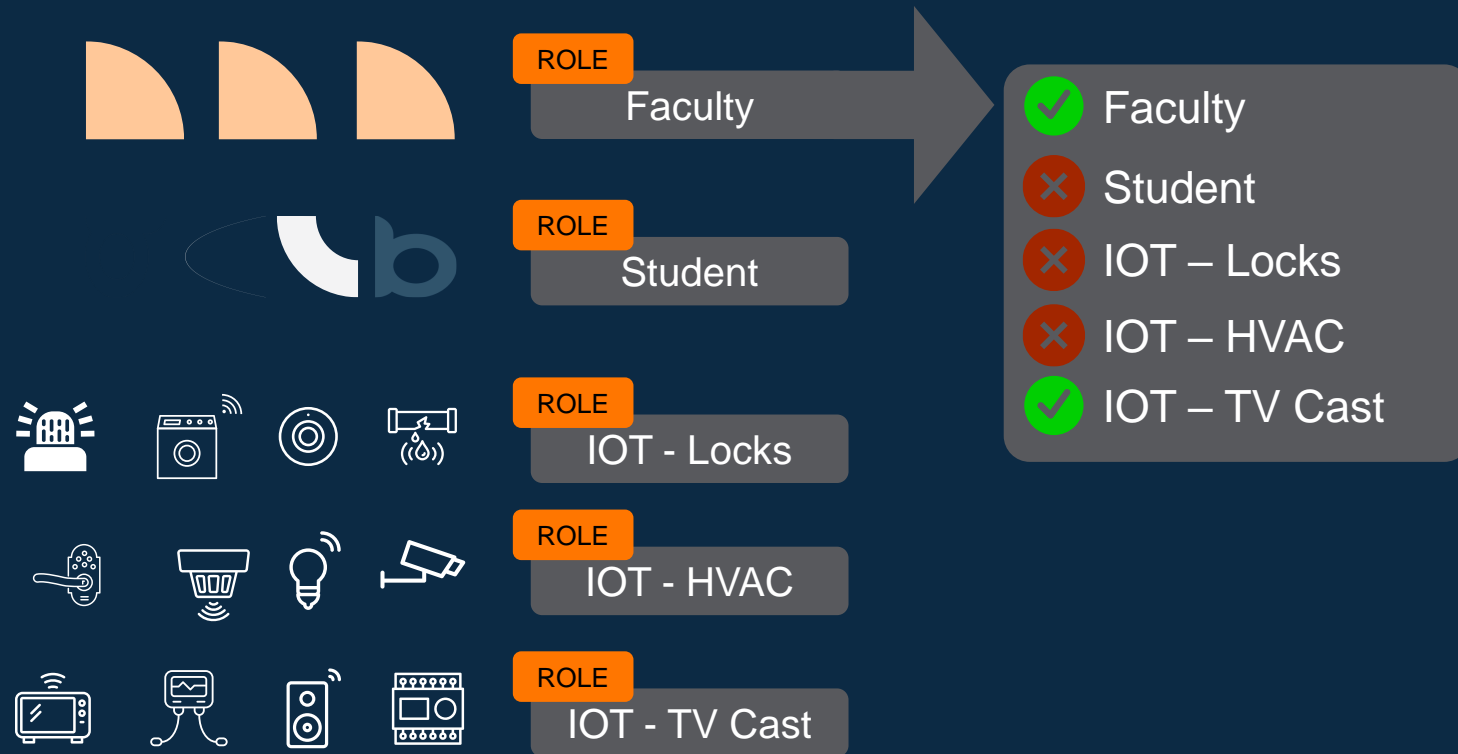 ROLE
Faculty
ROLE
Student
ROLE
IOT - Locks
ROLE
IOT - HVAC
ROLE
IOT - TV Cast
Faculty
Student
IOT – Locks
IOT – HVAC
IOT – TV Cast